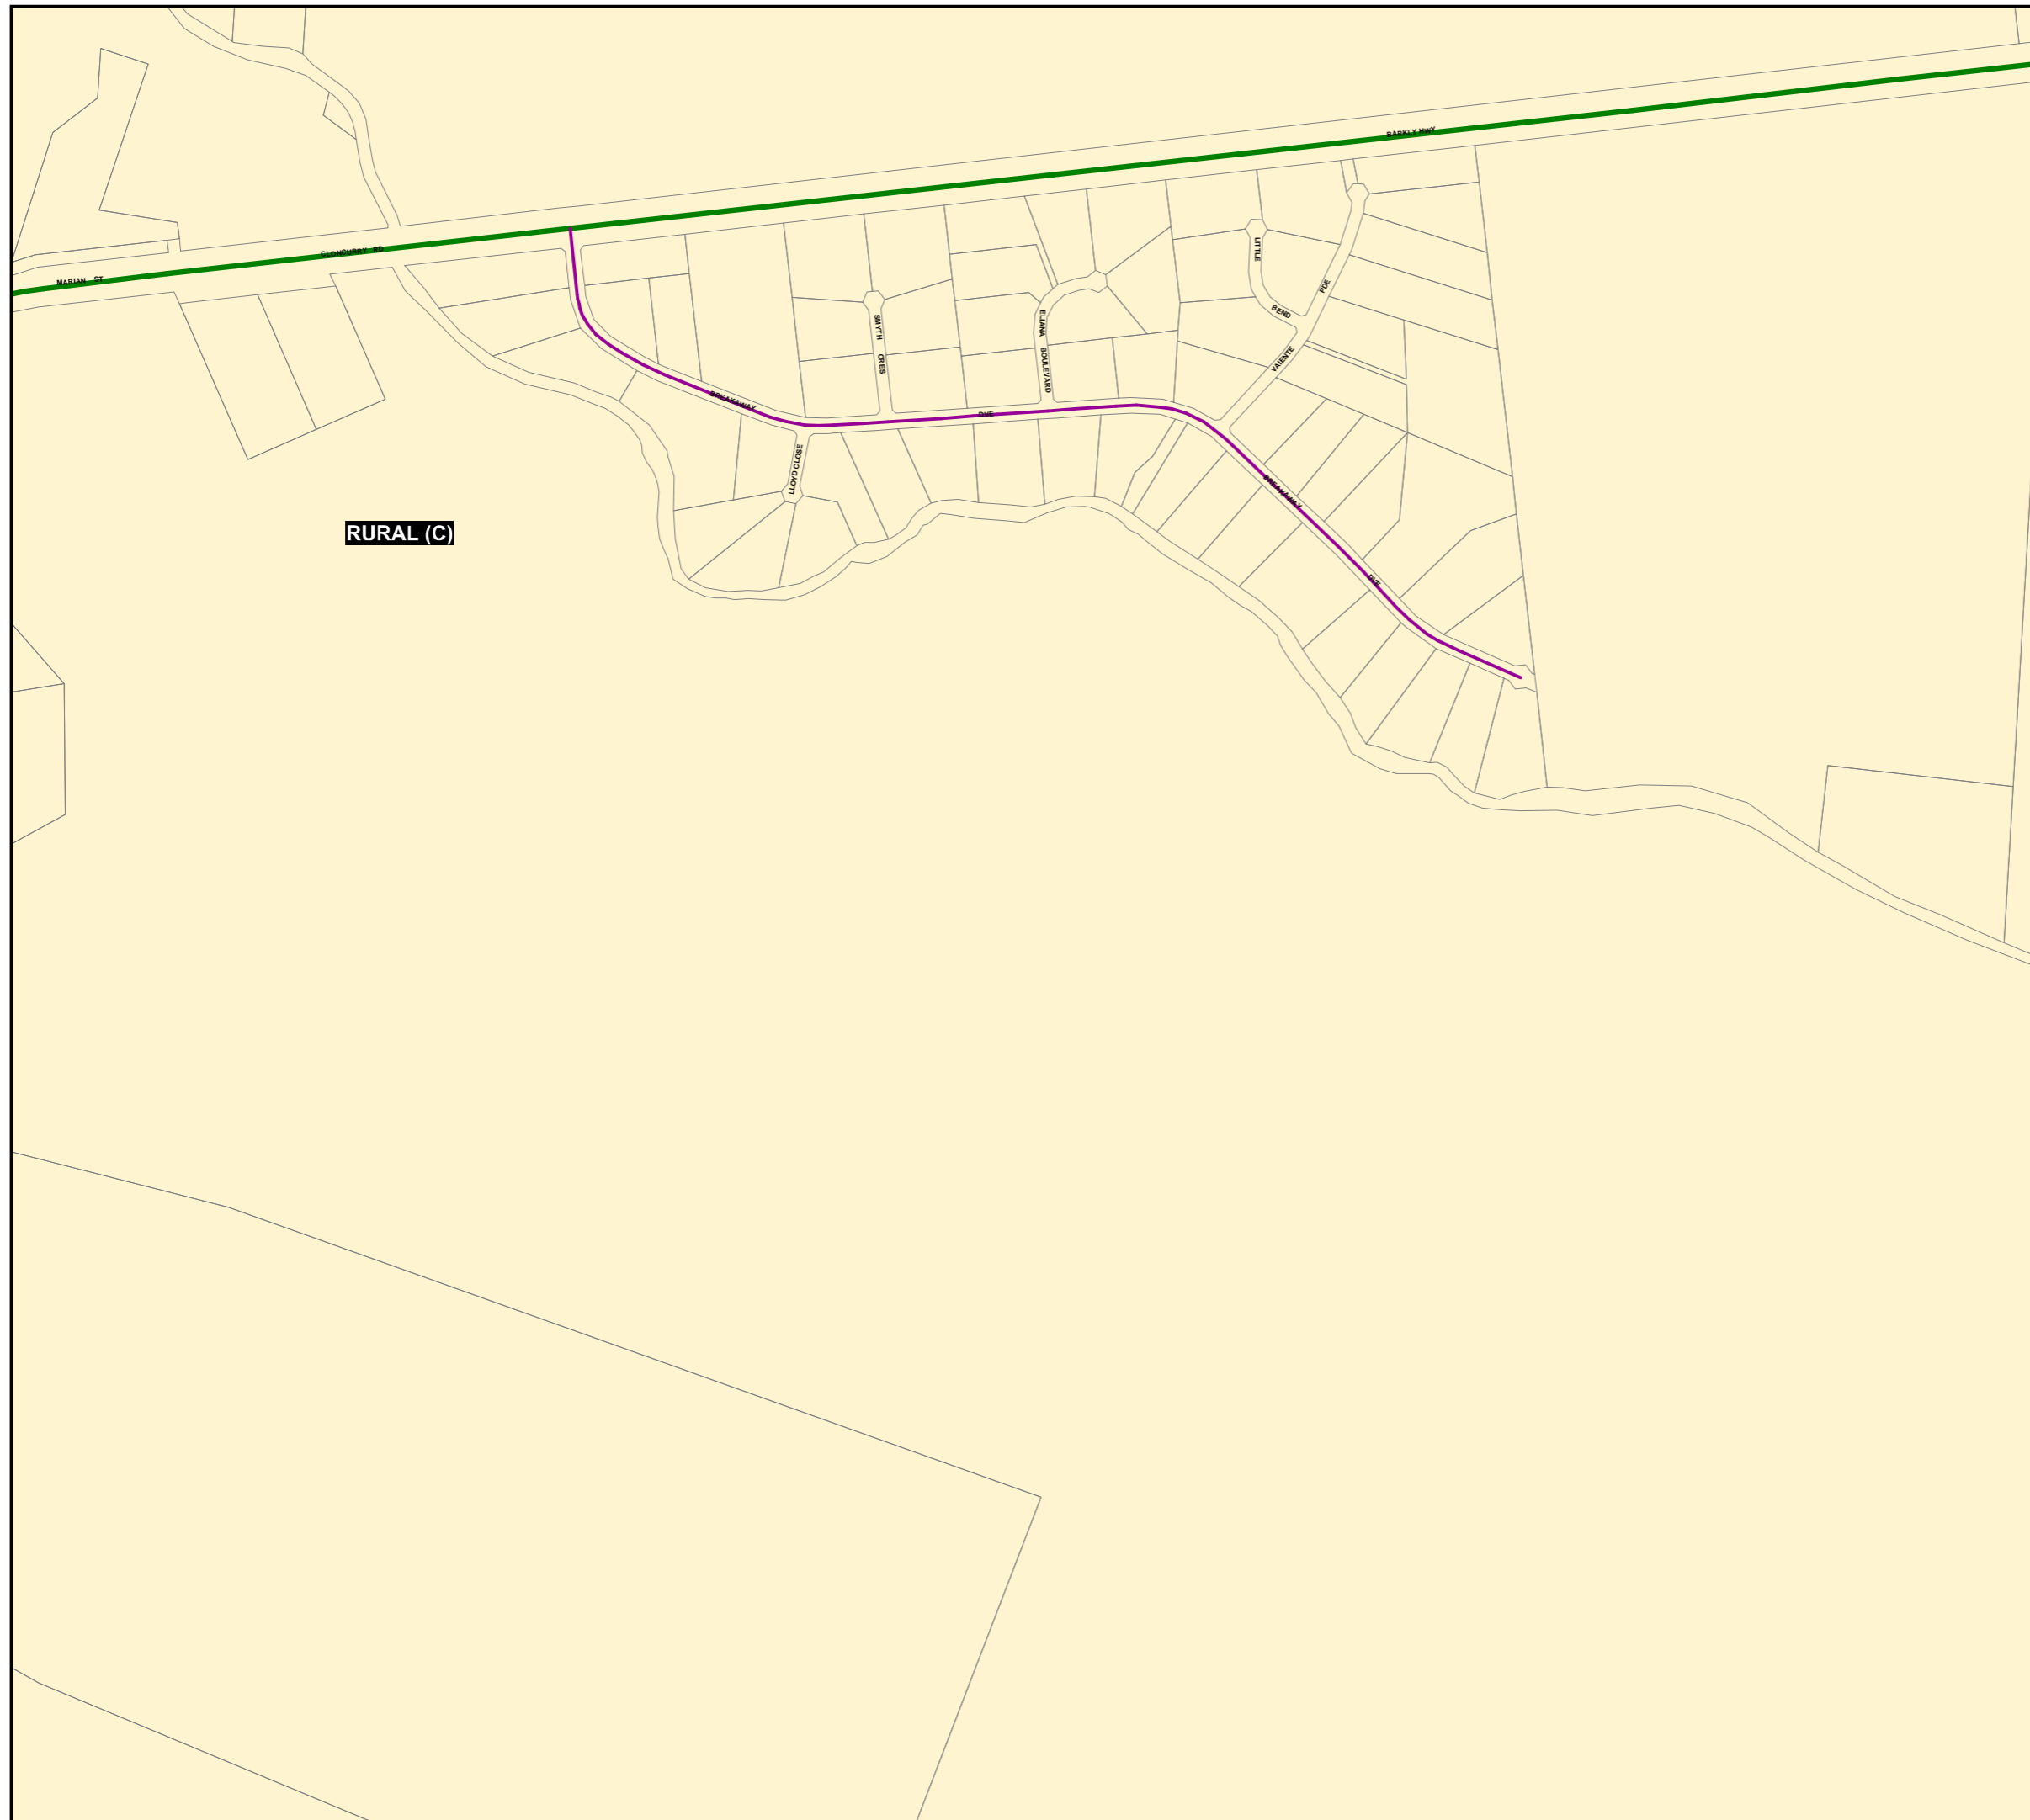 BARKLY HWY
CLONCURRY RD
MARIAN ST
LITTLE
BEND
PDE
VAIENTE
SMYTH CRES
ELIANA BOULEVARD
BREAKAWAY
DVE
LLOYD CLOSE
BREAKAWAY
DVE
RURAL (C)